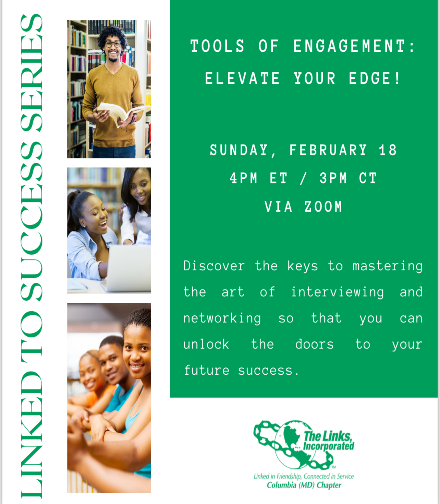 LINKED TO SUCCESS SERIES
TOOLS OF ENGAGEMENT:
ELEVATE YOUR EDGE!
SUNDAY, FEBRUARY 18
4PM ET / 3PM CT
VIA ZOOM
Discover the keys to mastering
the art of interviewing and
networking so that you can
unlock the doors to your
future success.
The Links,
Incorporated
Linked in Friendship, Connected in Service
Columbia (MD) Chapter